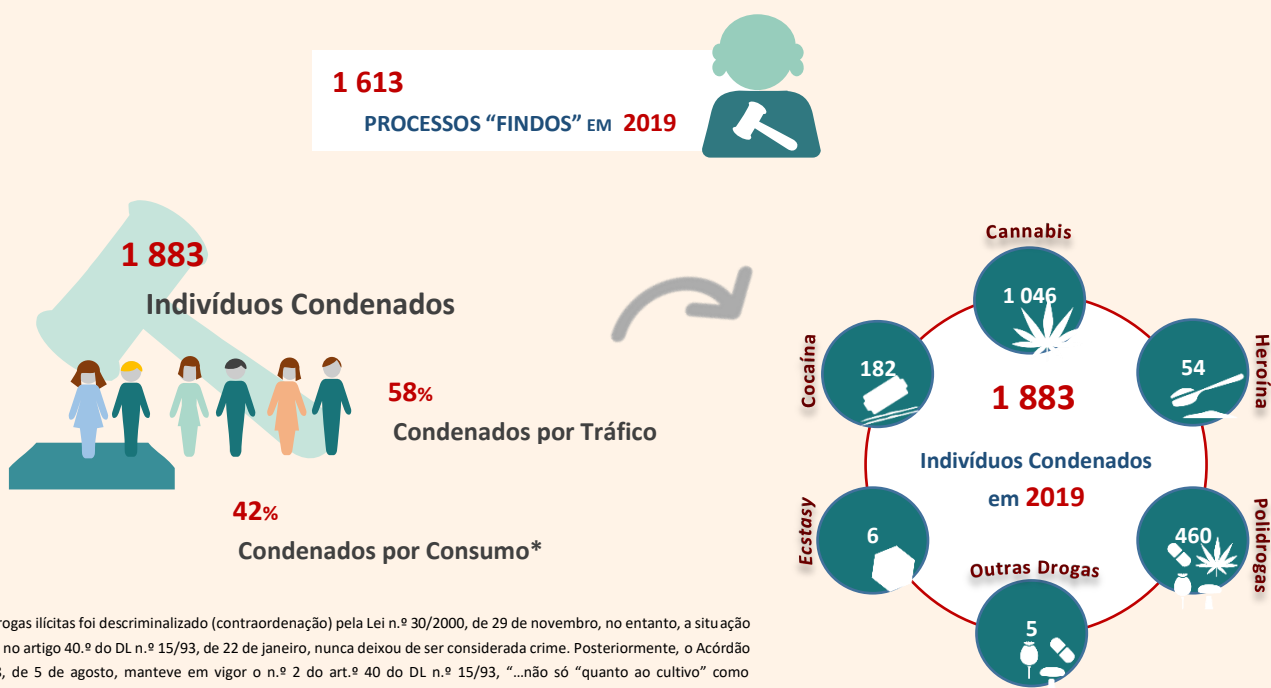 1 613
PROCESSOS “FINDOS” EM 2019
1 883
Indivíduos Condenados
58%
Condenados por Tráfico
42%
Condenados por Consumo*
Cannabis
1 046
Heroína
54
Polidrogas
460
Outras Drogas
5
Ecstasy
6
Cocaína
182
1 883
Indivíduos Condenados
em 2019
rogas ilícitas foi descriminalizado (contraordenação) pela Lei n.º 30/2000, de 29 de novembro, no entanto, a situação
no artigo 40.º do DL n.º 15/93, de 22 de janeiro, nunca deixou de ser considerada crime. Posteriormente, o Acórdão
, de 5 de agosto, manteve em vigor o n.º 2 do art.º 40 do DL n.º 15/93, “...não só “quanto ao cultivo” como